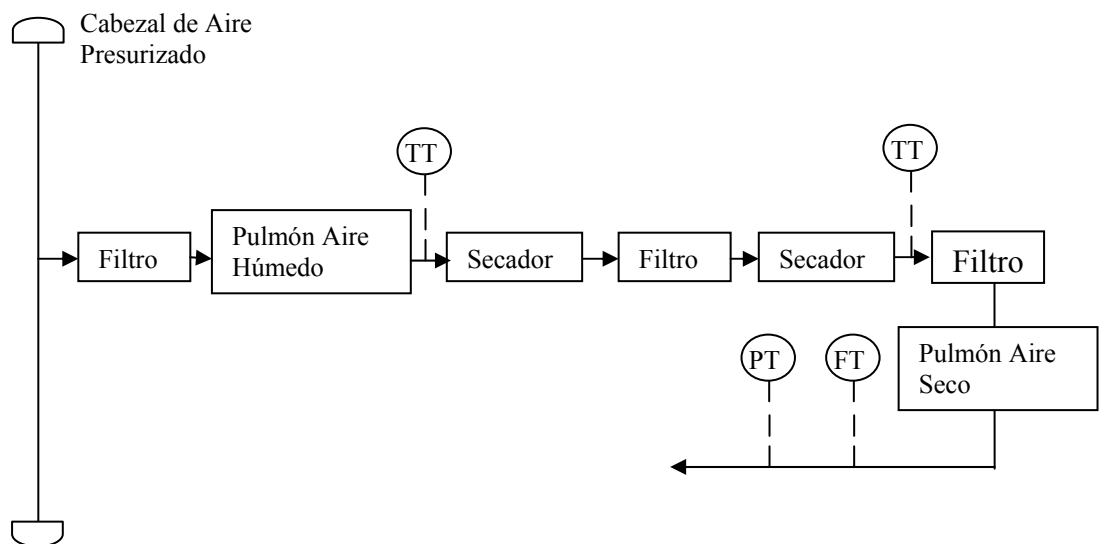 Cabezal de Aire
Presurizado
TT
TT
Filtro
Pulmón Aire
Húmedo
Secador
Filtro
Secador
Filtro
PT
FT
Pulmón Aire
Seco